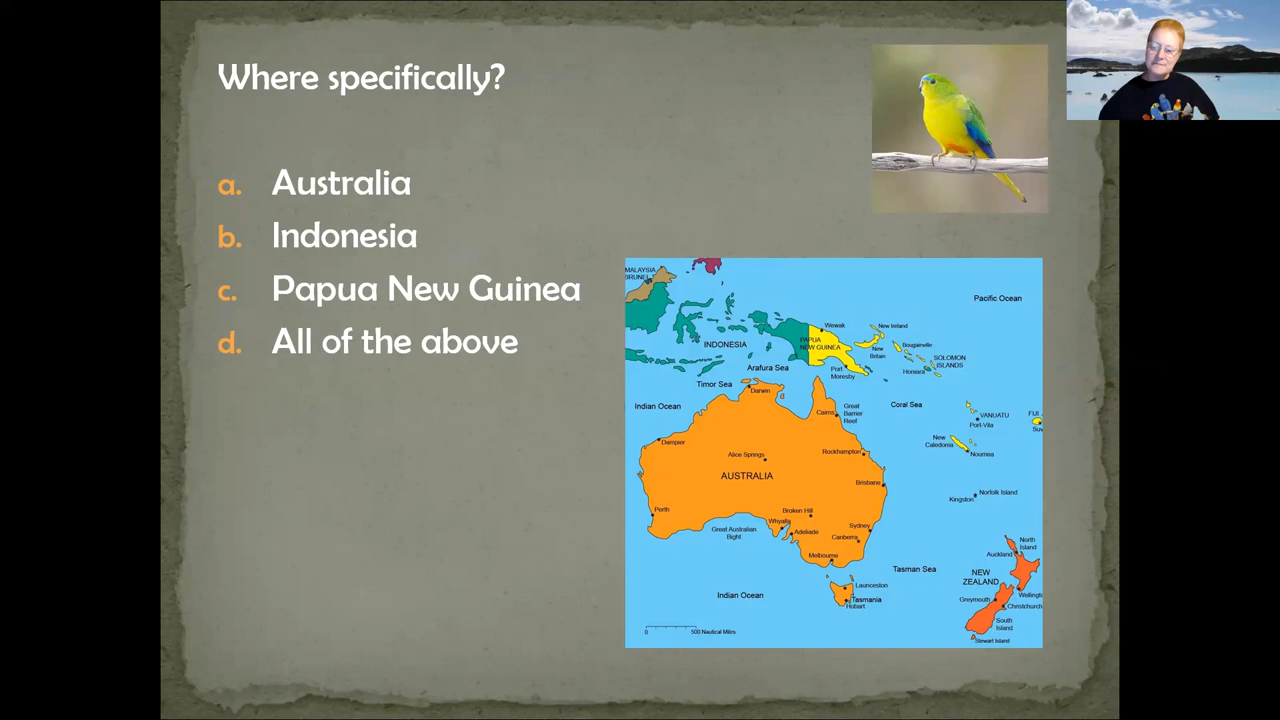 Where specifically?
a. Australia
b. Indonesia
c. Papua New Guinea
d. All of the above
MALAYSIA
BRUNEI
Pacific Ocean
Wewak
New Ireland
PAPUA
NEW GUINEA
INDONESIA
New
Britain
Bougainville
SOLOMON
ISLANDS
Arafura Sea
Port
Moresby
Honiara
Timor Sea
Darwin
Indian Ocean
Cairns
Great
Barrier
Reef
Coral Sea
VANUATU
Port-Vila
FIJI
Suv
Dampier
New
Caledonia
Noumea
Alice Springs
Rockhampton
AUSTRALIA
Brisbane
Norfolk Island
Kingston
Perth
Broken Hill
Whyalla
Great Australian
Bight
Adeliade
Sydney
Canberra
Melbourne
North
Island
Auckland
Tasman Sea
NEW
ZEALAND
Launceston
Tasmania
Hobart
Indian Ocean
Wellingt
Greymouth
Christchurch
South
Island
Stewart Island
0 500 Nautical Miles